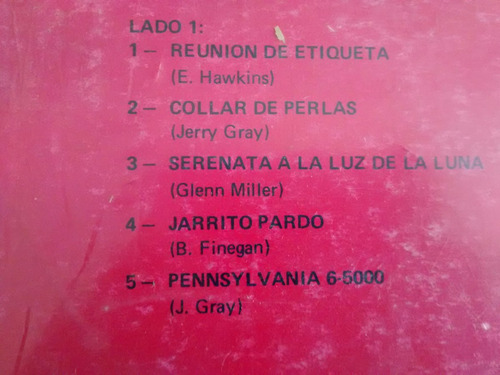 LADO 1:
1 — REUNION DE ETIQUETA
(E. Hawkins)
2 — COLLAR DE PERLAS
(Jerry Gray)
3 — SERENATA A LA LUZ DE LA LUNA
(Glenn Miller)
4 — JARRITO PARDO
(B. Finegan)
5 — PENNSYLVANIA 6-5000
(J. Gray)